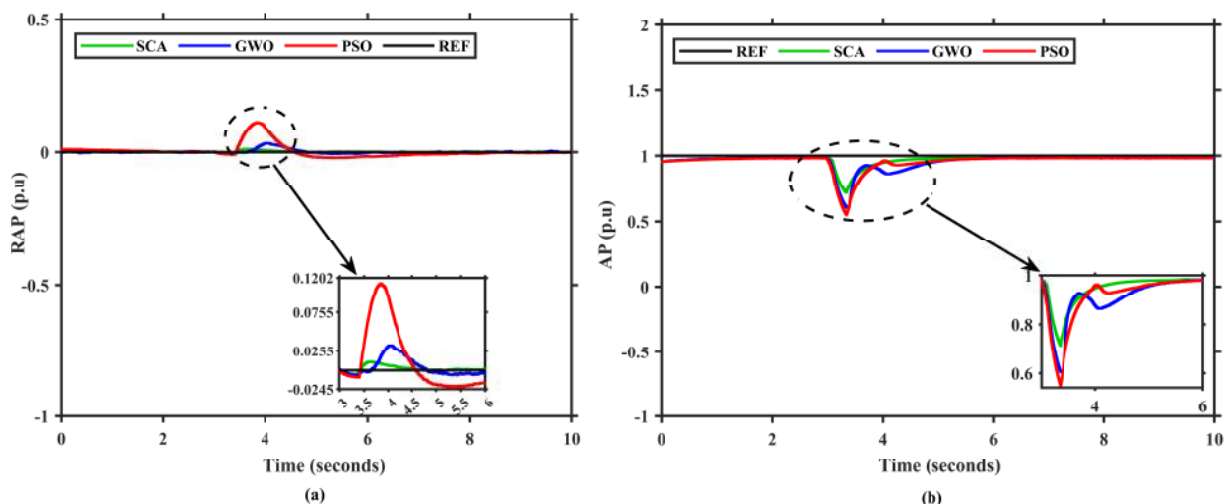 (a)
0.5
SCA GWO PSO REF
0
-0.5
-1
RAP (p.u)
0.1202
0.0755
0.0255
-0.0245
3 3.5 4 4.5 5 5.5 6
0 2 4 6 8 10
Time (seconds)
(a)
(b)
2
REF SCA GWO PSO
1.5
1
0.5
0
-0.5
-1
AP (p.u)
1
0.8
0.6
4 6
0 2 4 6 8 10
Time (seconds)
(b)